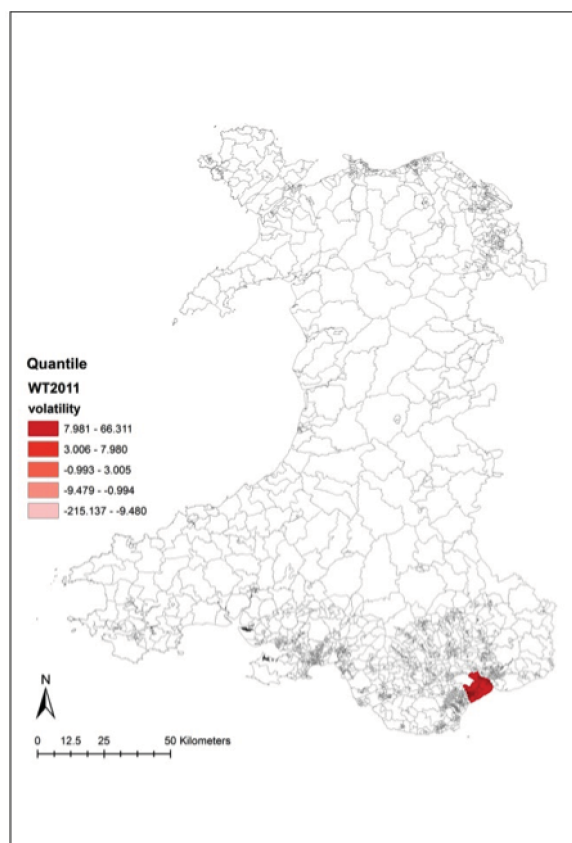 Quantile
WT2011
volatility
7.981 - 66.311
3.006 - 7.980
-0.993 - 3.005
-9.479 - -0.994
-215.137 - -9.480
N
0 12.5 25 50 Kilometers